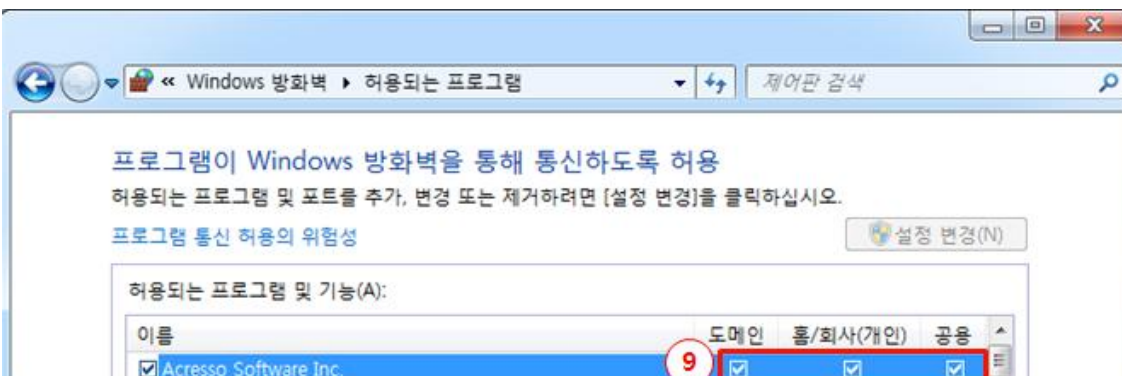 « Windows 방화벽 ▸ 허용되는 프로그램
제어판 검색
프로그램이 Windows 방화벽을 통해 통신하도록 허용
허용되는 프로그램 및 포트를 추가, 변경 또는 제거하려면 [설정 변경]을 클릭하십시오.
프로그램 통신 허용의 위험성
설정 변경(N)
허용되는 프로그램 및 기능(A):
이름 도메인 홈/회사(개인) 공용
Acresso Software Inc.
9